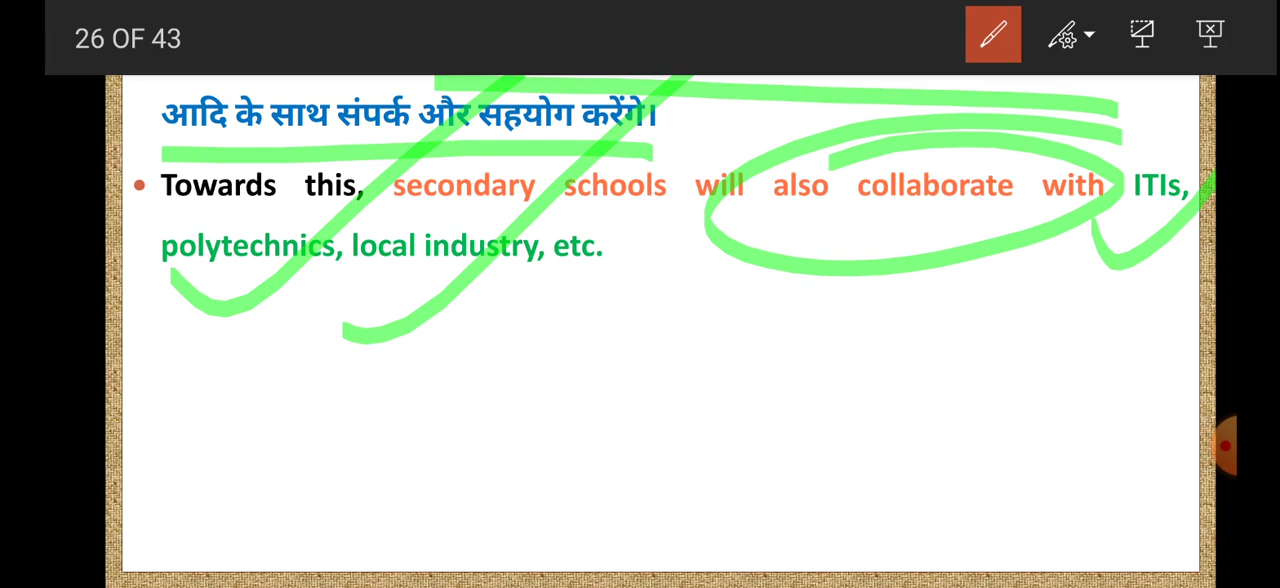 26 OF 43
आदि के साथ संपर्क और सहयोग करेंगे।
• Towards this, secondary schools will also collaborate with ITIs,
polytechnics, local industry, etc.